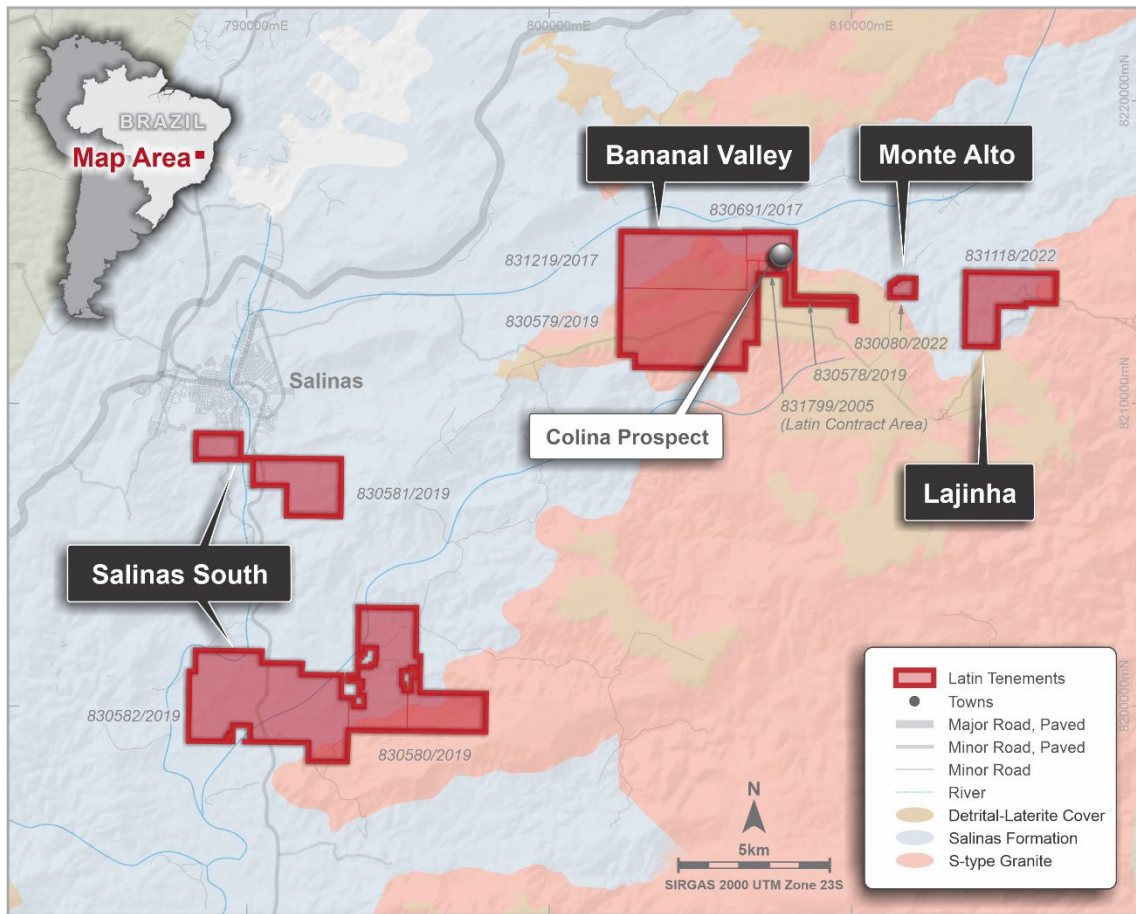 790000mE
800000mE
810000mE
8220000mN
BRAZIL
Map Area
Bananal Valley
Monte Alto
830691/2017
831219/2017
831118/2022
830579/2019
830080/2022
830578/2019
Salinas
831799/2005
(Latin Contract Area)
8210000mN
Colina Prospect
Lajinha
830581/2019
Salinas South
830582/2019
830580/2019
8200000mN
Latin Tenements
Towns
Major Road, Paved
Minor Road, Paved
Minor Road
River
Detrital-Laterite Cover
Salinas Formation
S-type Granite
N
5km
SIRGAS 2000 UTM Zone 23S